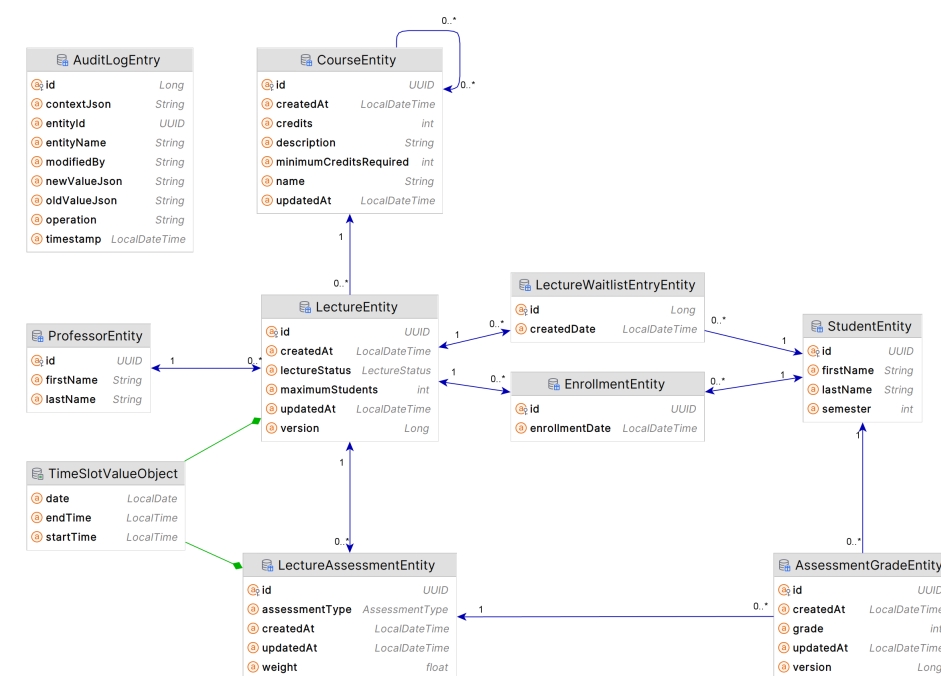 0..*
0..*
AuditLogEntry
id Long
contextJson String
entityId UUID
entityName String
modifiedBy String
newValueJson String
oldValueJson String
operation String
timestamp LocalDateTime
CourseEntity
id UUID
createdAt LocalDateTime
credits int
description String
minimumCreditsRequired int
name String
updatedAt LocalDateTime
1
0..*
LectureEntity
id UUID
createdAt LocalDateTime
lectureStatus LectureStatus
maximumStudents int
updatedAt LocalDateTime
version Long
ProfessorEntity
id UUID
firstName String
lastName String
1
0..*
LectureWaitlistEntryEntity
id Long
createdDate LocalDateTime
1
0..*
0..*
1
EnrollmentEntity
id UUID
enrollmentDate LocalDateTime
1
0..*
0..*
1
StudentEntity
id UUID
firstName String
lastName String
semester int
TimeSlotValueObject
date LocalDate
endTime LocalTime
startTime LocalTime
1
0..*
1
0..*
LectureAssessmentEntity
id UUID
assessmentType AssessmentType
createdAt LocalDateTime
updatedAt LocalDateTime
weight float
1
0..*
AssessmentGradeEntity
id UUID
createdAt LocalDateTime
grade int
updatedAt LocalDateTime
version Long